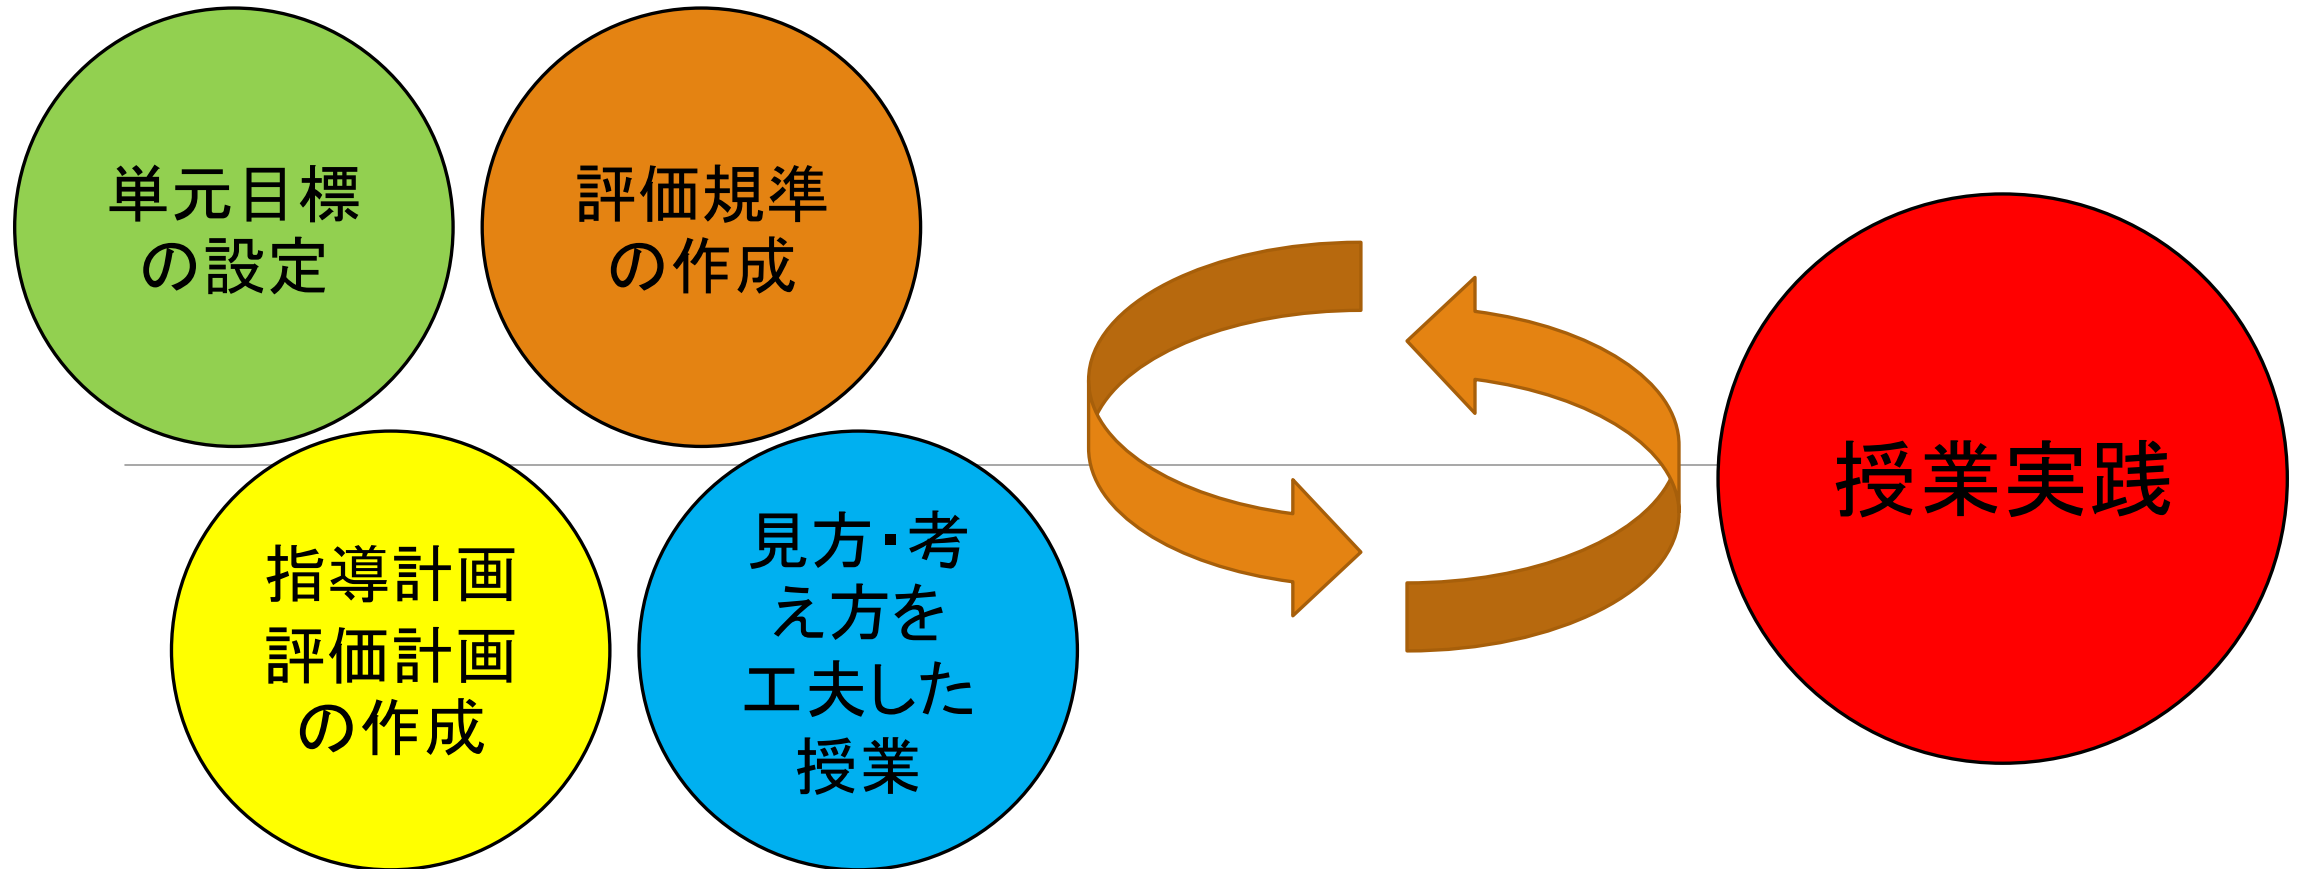 単元目標
の設定
評価規準
の作成
指導計画
評価計画
の作成
見方・考
え方を
工夫した
授業
授業実践